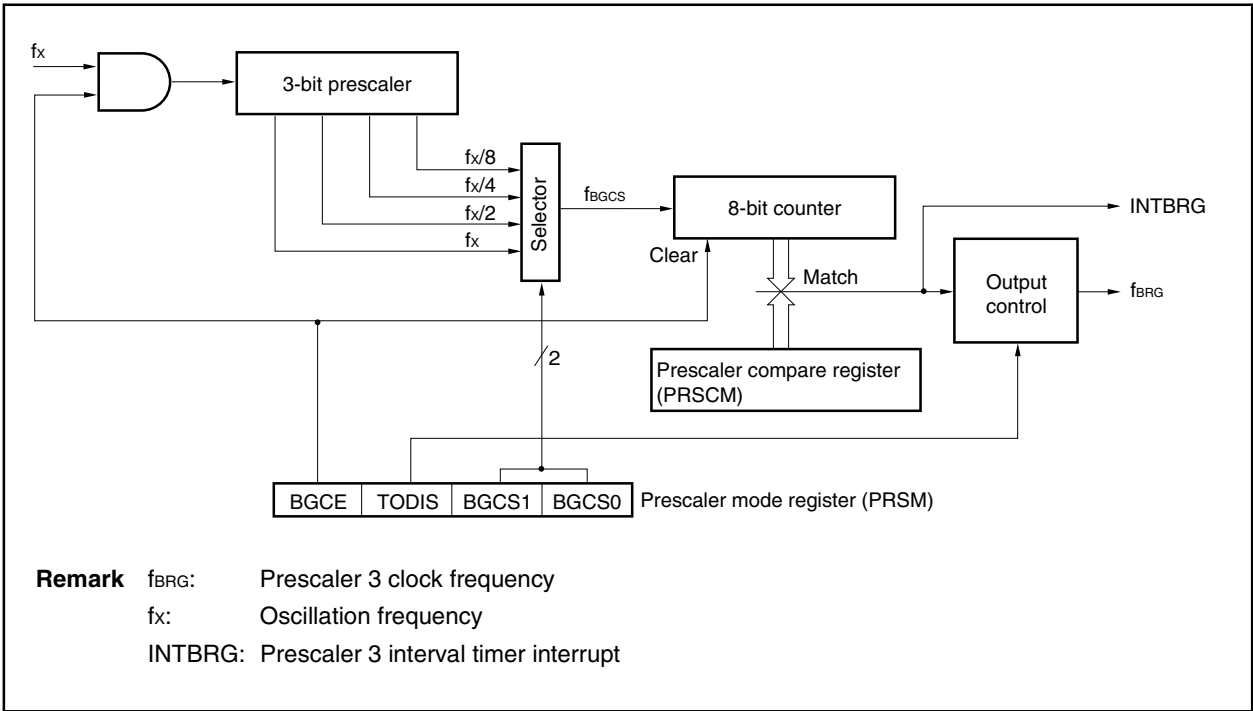 fX
3-bit prescaler
fX/8
fX/4
fX/2
fX
Selector
fBGCS
8-bit counter
Clear
INTBRG
Match
Output
control
fBRG
2
Prescaler compare register
(PRSCM)
BGCE TODIS BGCS1 BGCS0 Prescaler mode register (PRSM)
Remark fBRG: Prescaler 3 clock frequency
fX: Oscillation frequency
INTBRG: Prescaler 3 interval timer interrupt